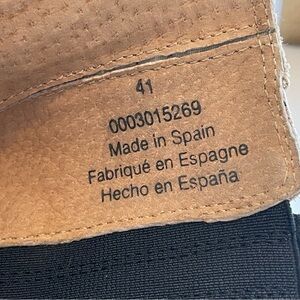 41
0003015269
Made in Spain
Fabriqué en Espagne
Hecho en España